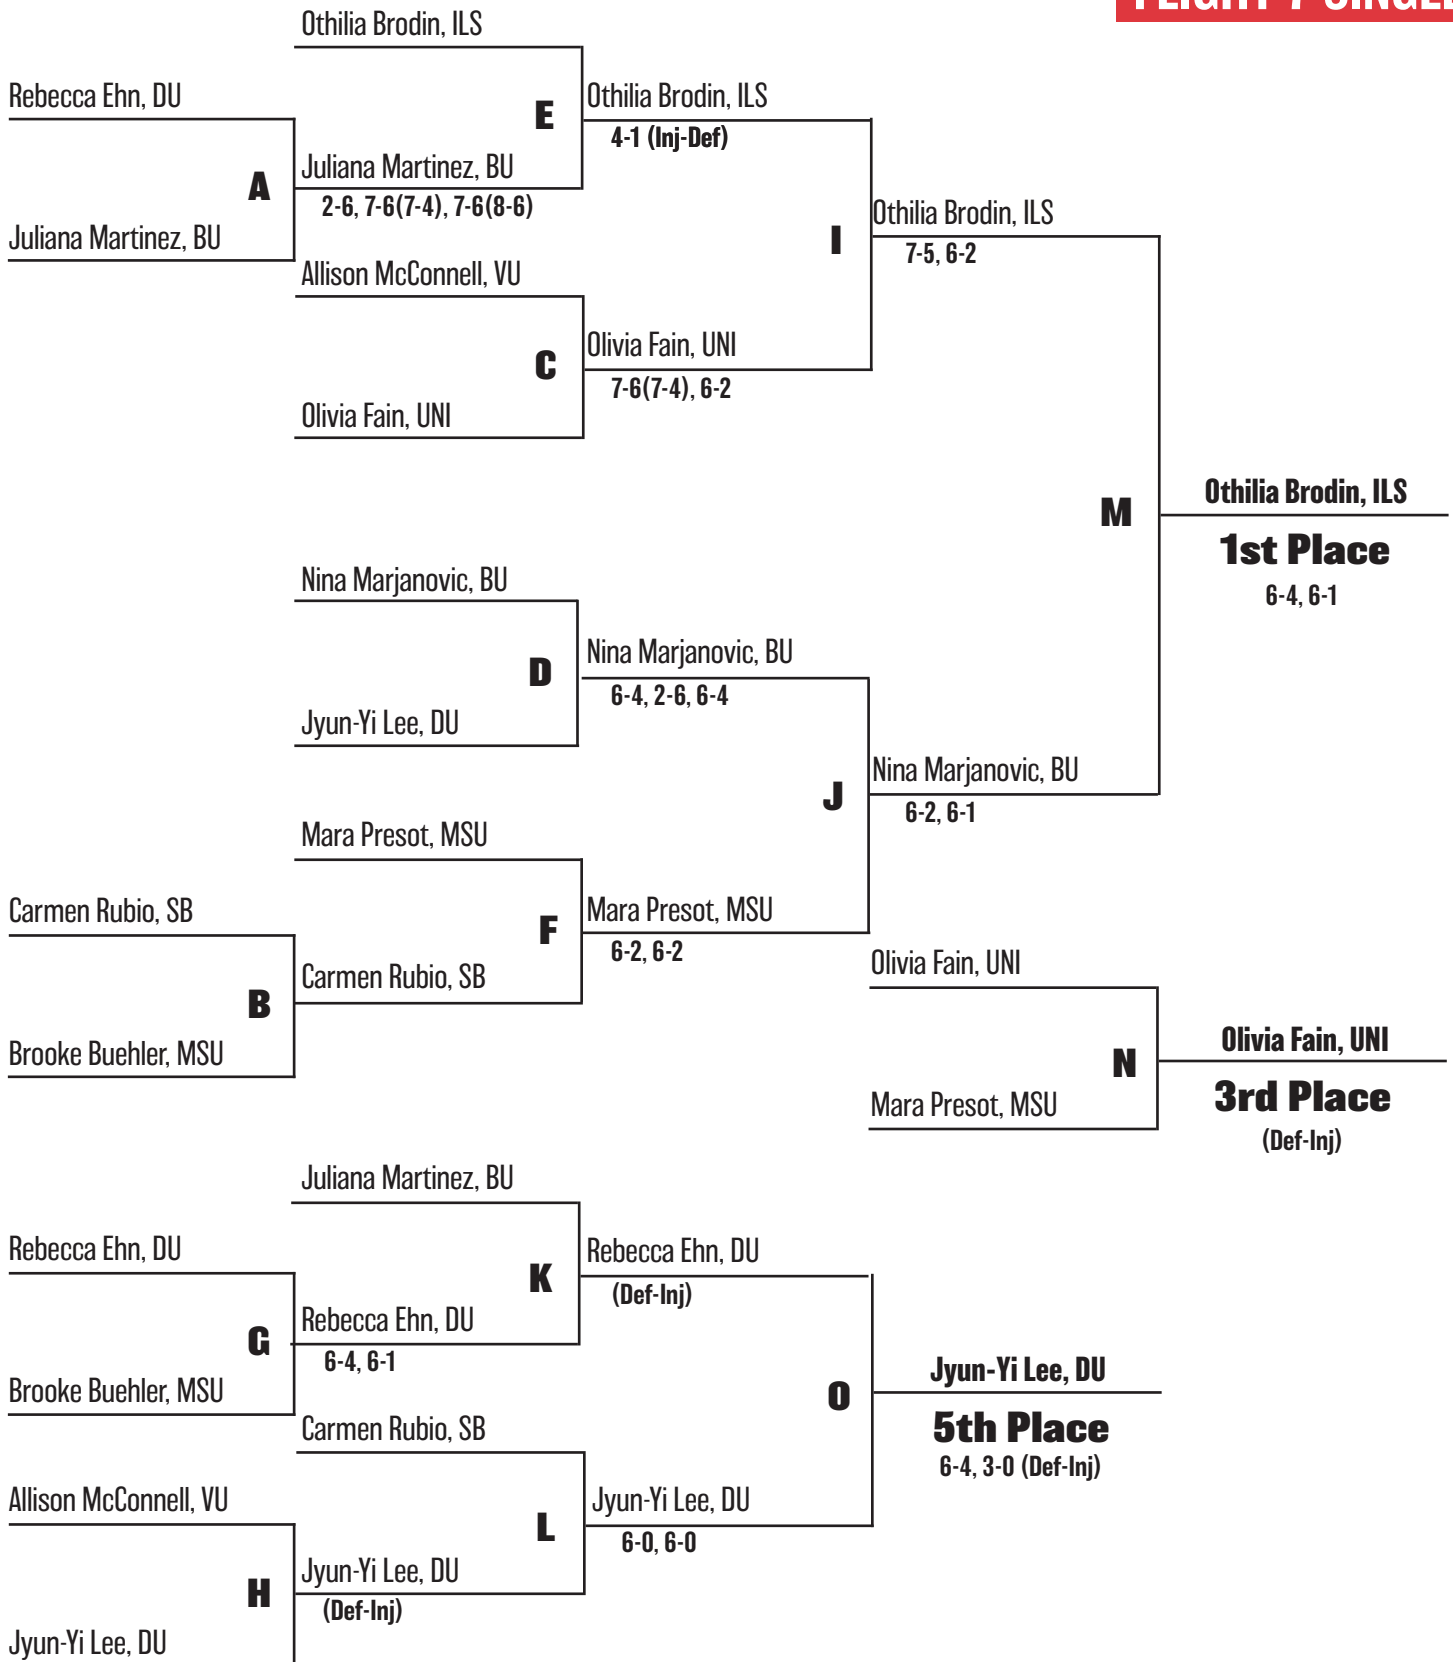 FLIGHT 7 SINGLE
Othilia Brodin, ILS
Rebecca Ehn, DU
E
Othilia Brodin, ILS
4-1 (Inj-Def)
A
Juliana Martinez, BU
2-6, 7-6(7-4), 7-6(8-6)
Juliana Martinez, BU
I
Othilia Brodin, ILS
7-5, 6-2
Allison McConnell, VU
C
Olivia Fain, UNI
7-6(7-4), 6-2
Olivia Fain, UNI
M
Othilia Brodin, ILS
1st Place
6-4, 6-1
Nina Marjanovic, BU
D
Nina Marjanovic, BU
6-4, 2-6, 6-4
Jyun-Yi Lee, DU
J
Nina Marjanovic, BU
6-2, 6-1
Mara Presot, MSU
Carmen Rubio, SB
F
Mara Presot, MSU
6-2, 6-2
B
Carmen Rubio, SB
Brooke Buehler, MSU
Olivia Fain, UNI
N
Olivia Fain, UNI
3rd Place
(Def-Inj)
Mara Presot, MSU
Juliana Martinez, BU
Rebecca Ehn, DU
K
Rebecca Ehn, DU
(Def-Inj)
G
Rebecca Ehn, DU
6-4, 6-1
Brooke Buehler, MSU
O
Jyun-Yi Lee, DU
5th Place
6-4, 3-0 (Def-Inj)
Carmen Rubio, SB
Allison McConnell, VU
L
Jyun-Yi Lee, DU
6-0, 6-0
H
Jyun-Yi Lee, DU
(Def-Inj)
Jyun-Yi Lee, DU